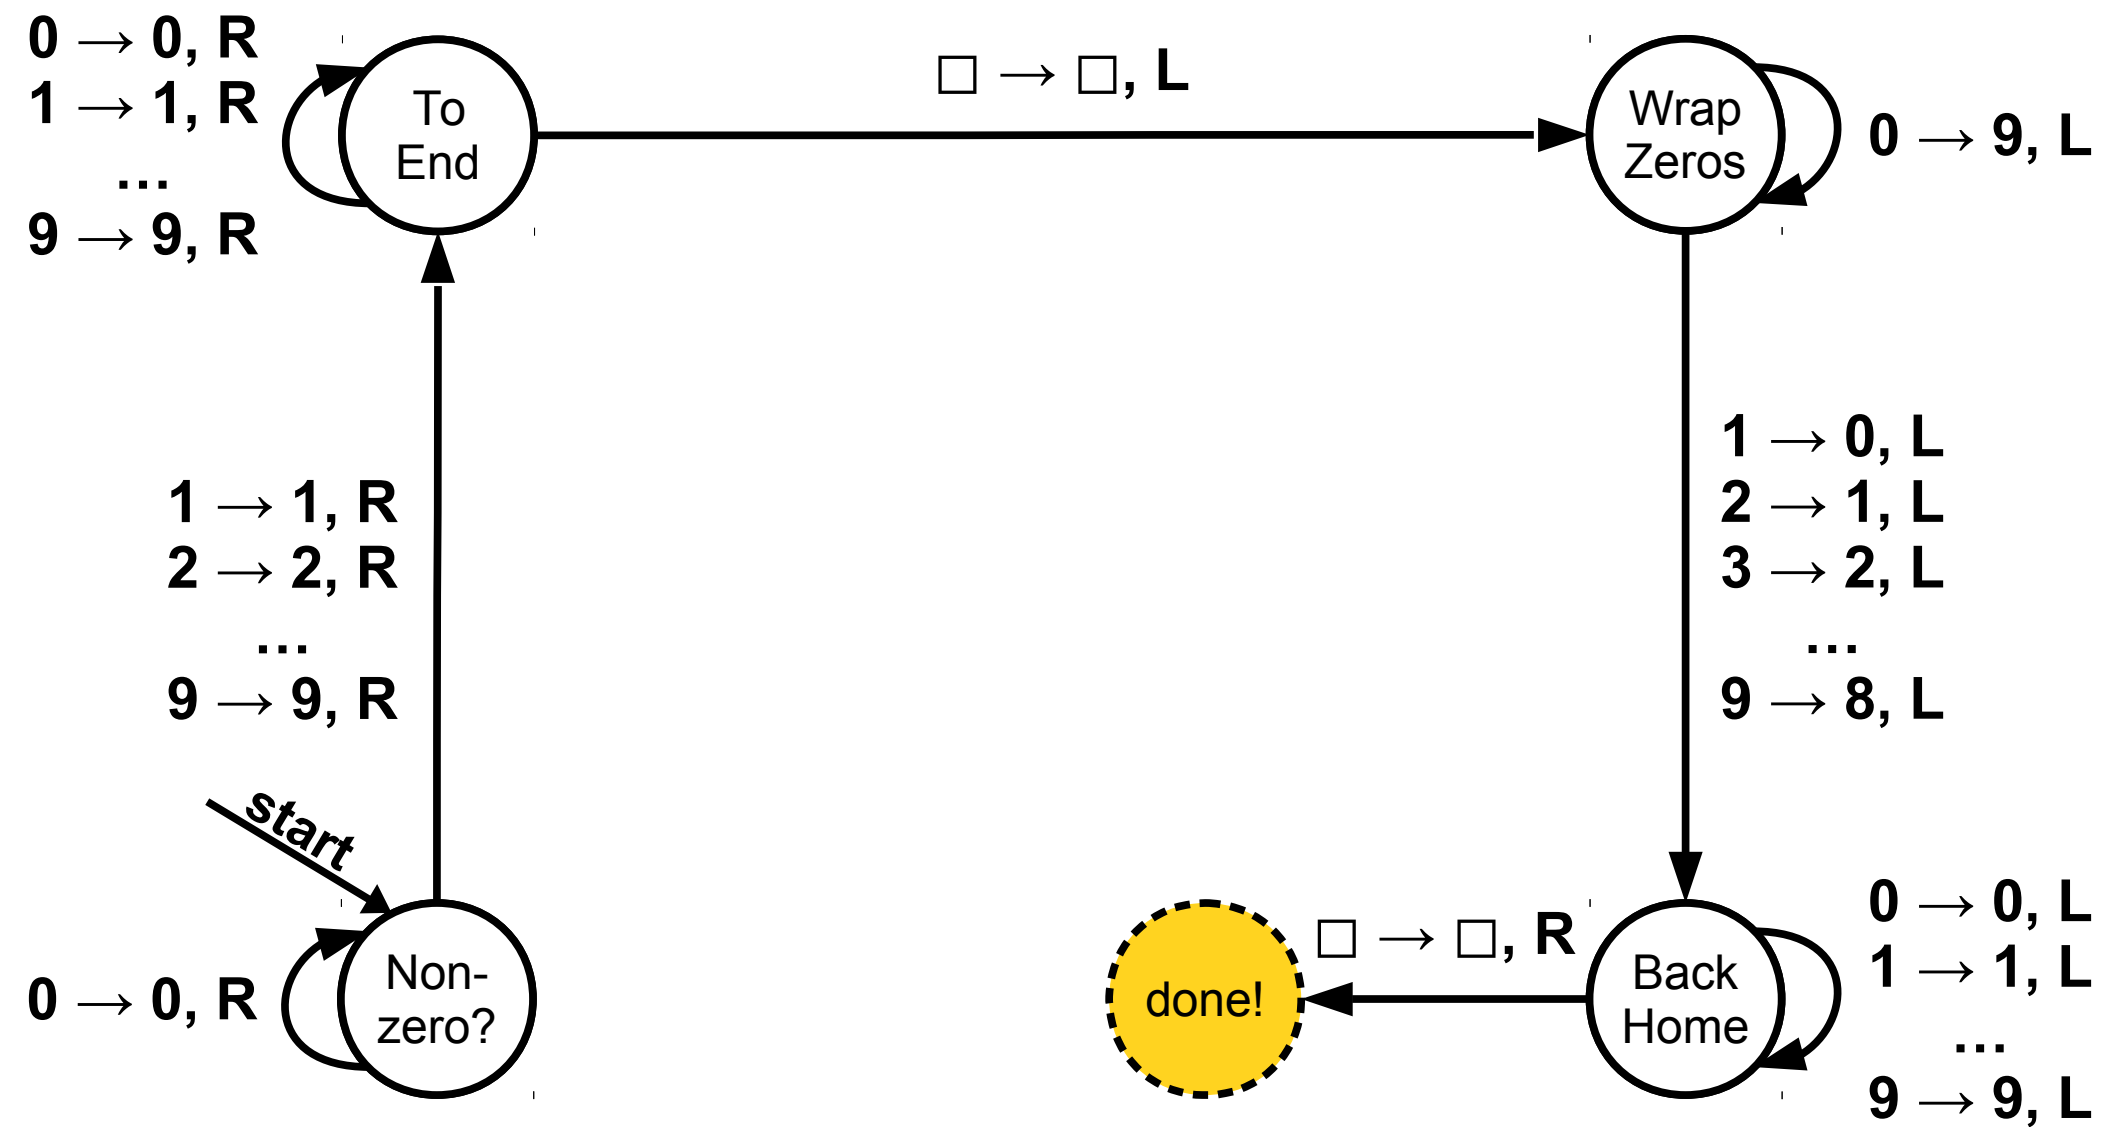 0 → 0, R
1 → 1, R
…
9 → 9, R
To
End
□ → □, L
Wrap
Zeros
0 → 9, L
1 → 1, R
2 → 2, R
…
9 → 9, R
1 → 0, L
2 → 1, L
3 → 2, L
…
9 → 8, L
start
0 → 0, R
Non-
zero?
done!
□ → □, R
Back
Home
0 → 0, L
1 → 1, L
…
9 → 9, L